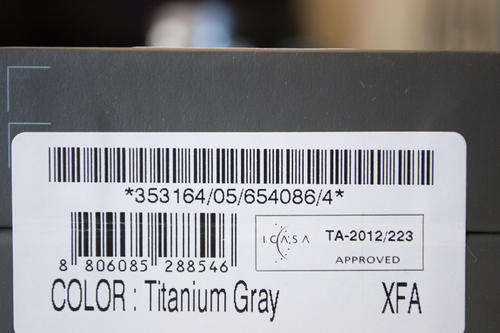 *353164/05/654086/4*
ICASA TA-2012/223
APPROVED
8 806085 288546
COLOR : Titanium Gray XFA